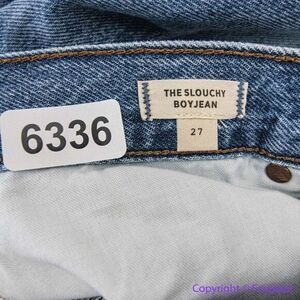 THE SLOUCHY
BOYJEAN
27
6336